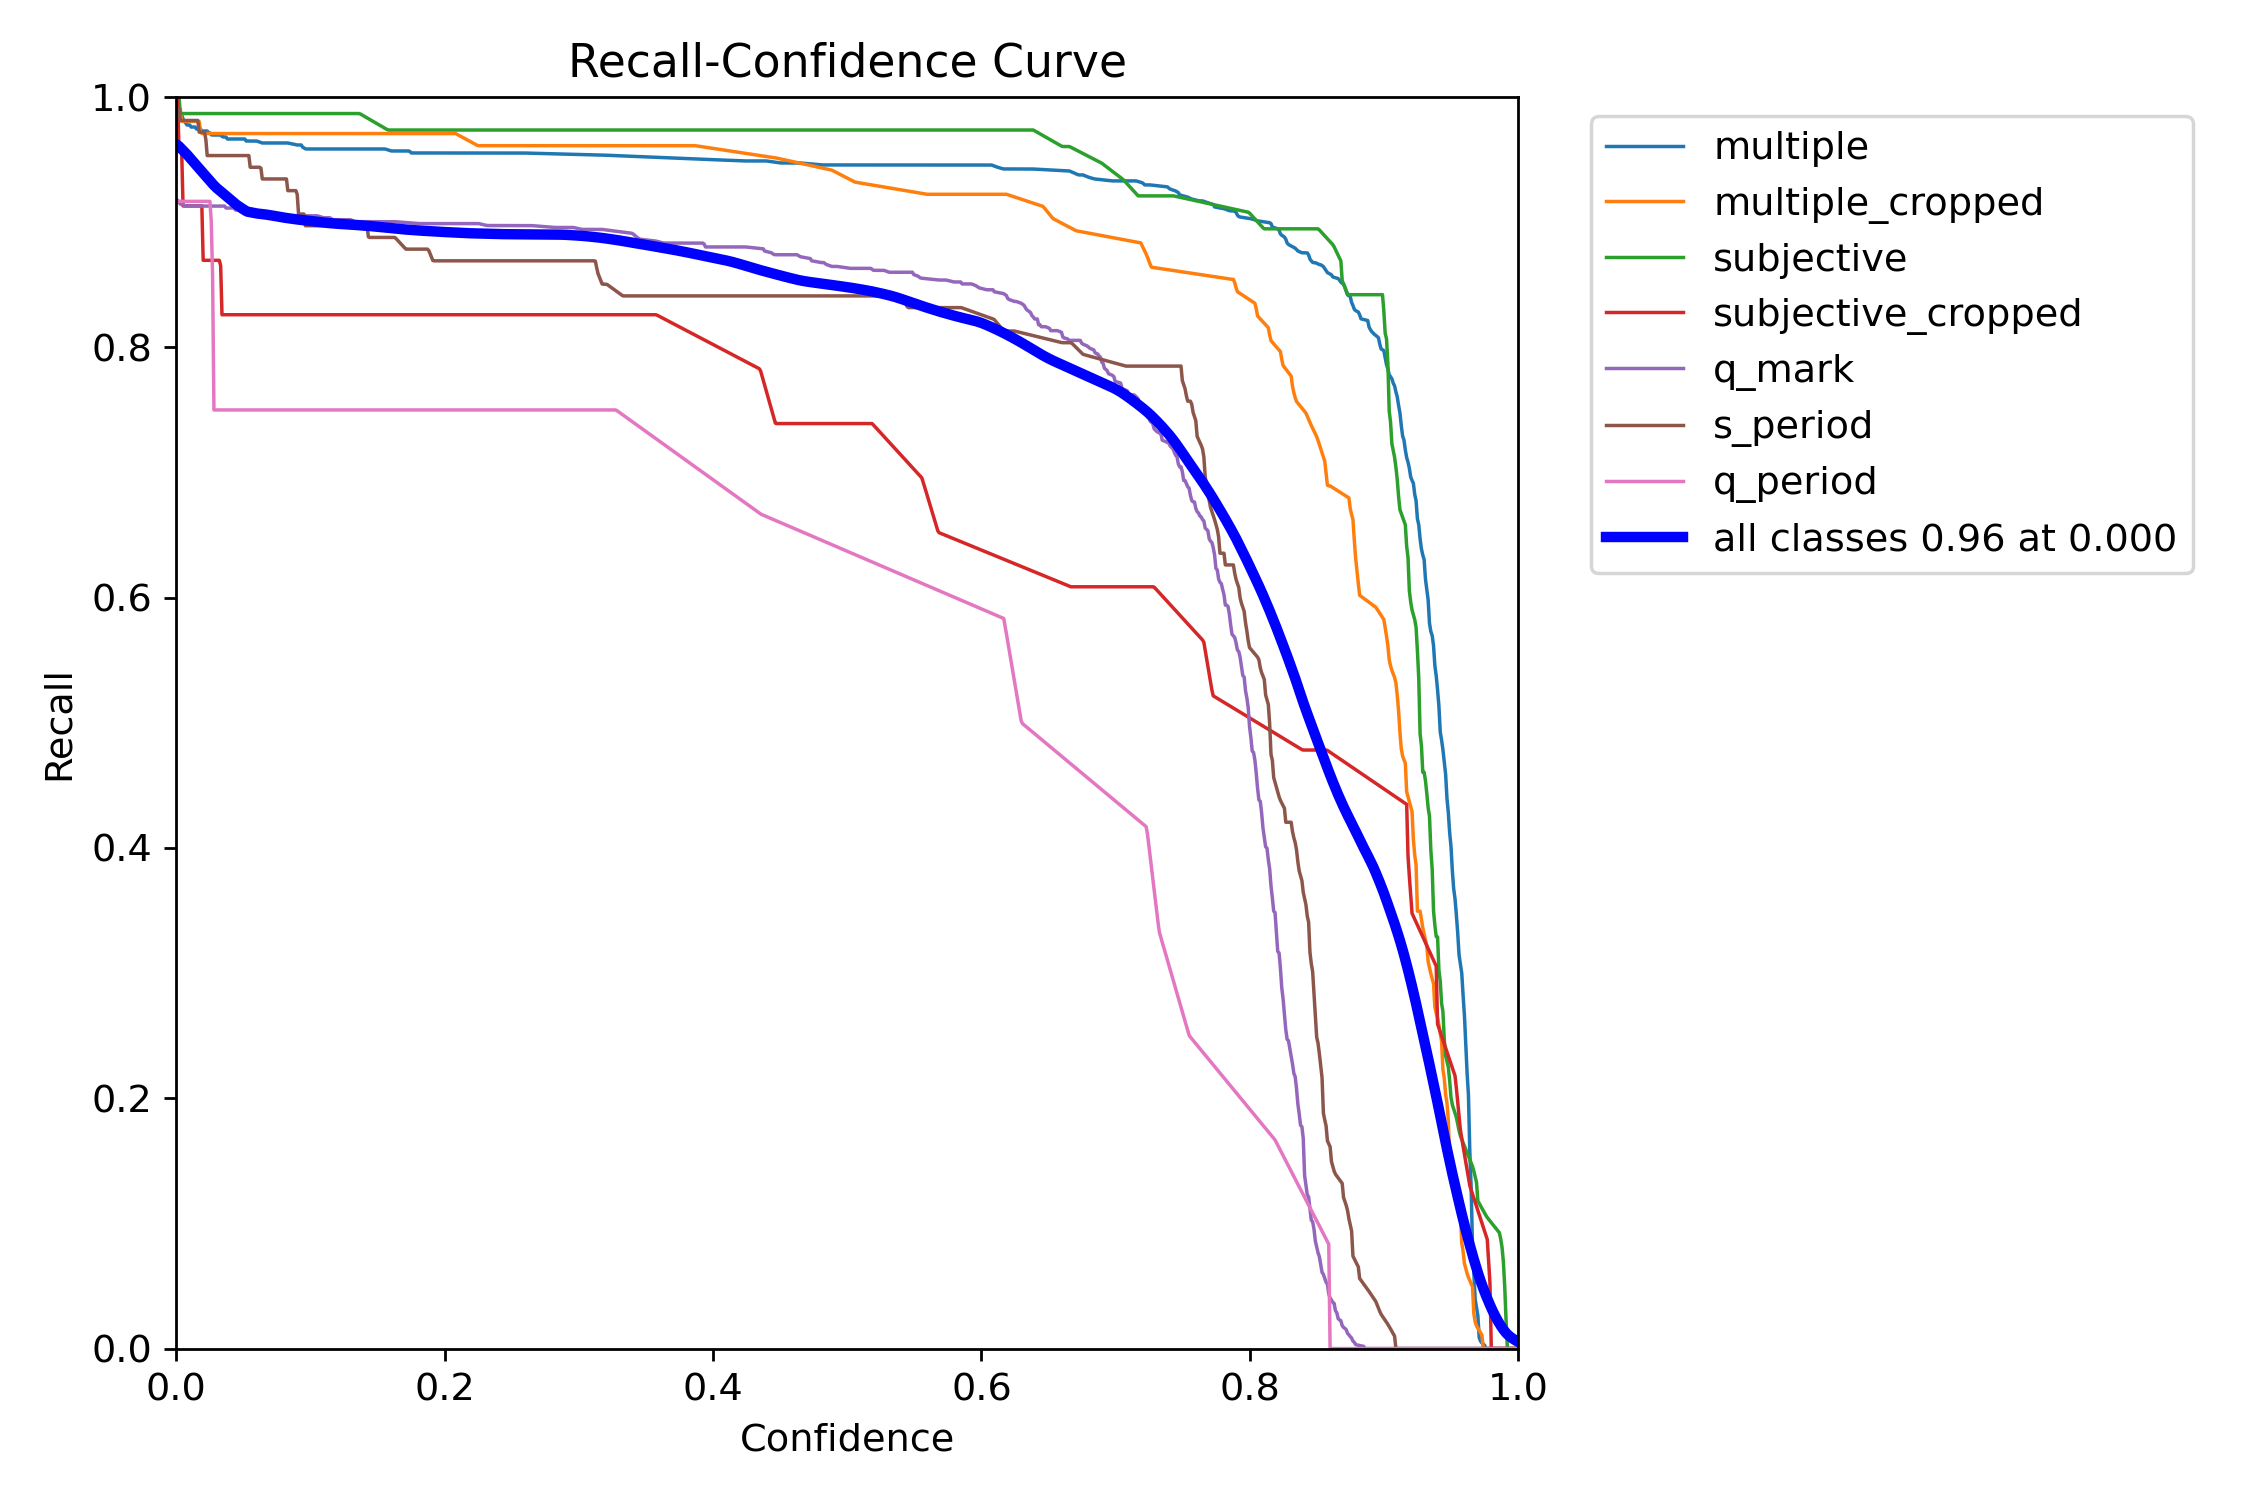 Recall-Confidence Curve
1.0
0.8
0.6
0.4
0.2
0.0
Recall
0.0 0.2 0.4 0.6 0.8 1.0
Confidence
multiple
multiple_cropped
subjective
subjective_cropped
q_mark
s_period
q_period
all classes 0.96 at 0.000